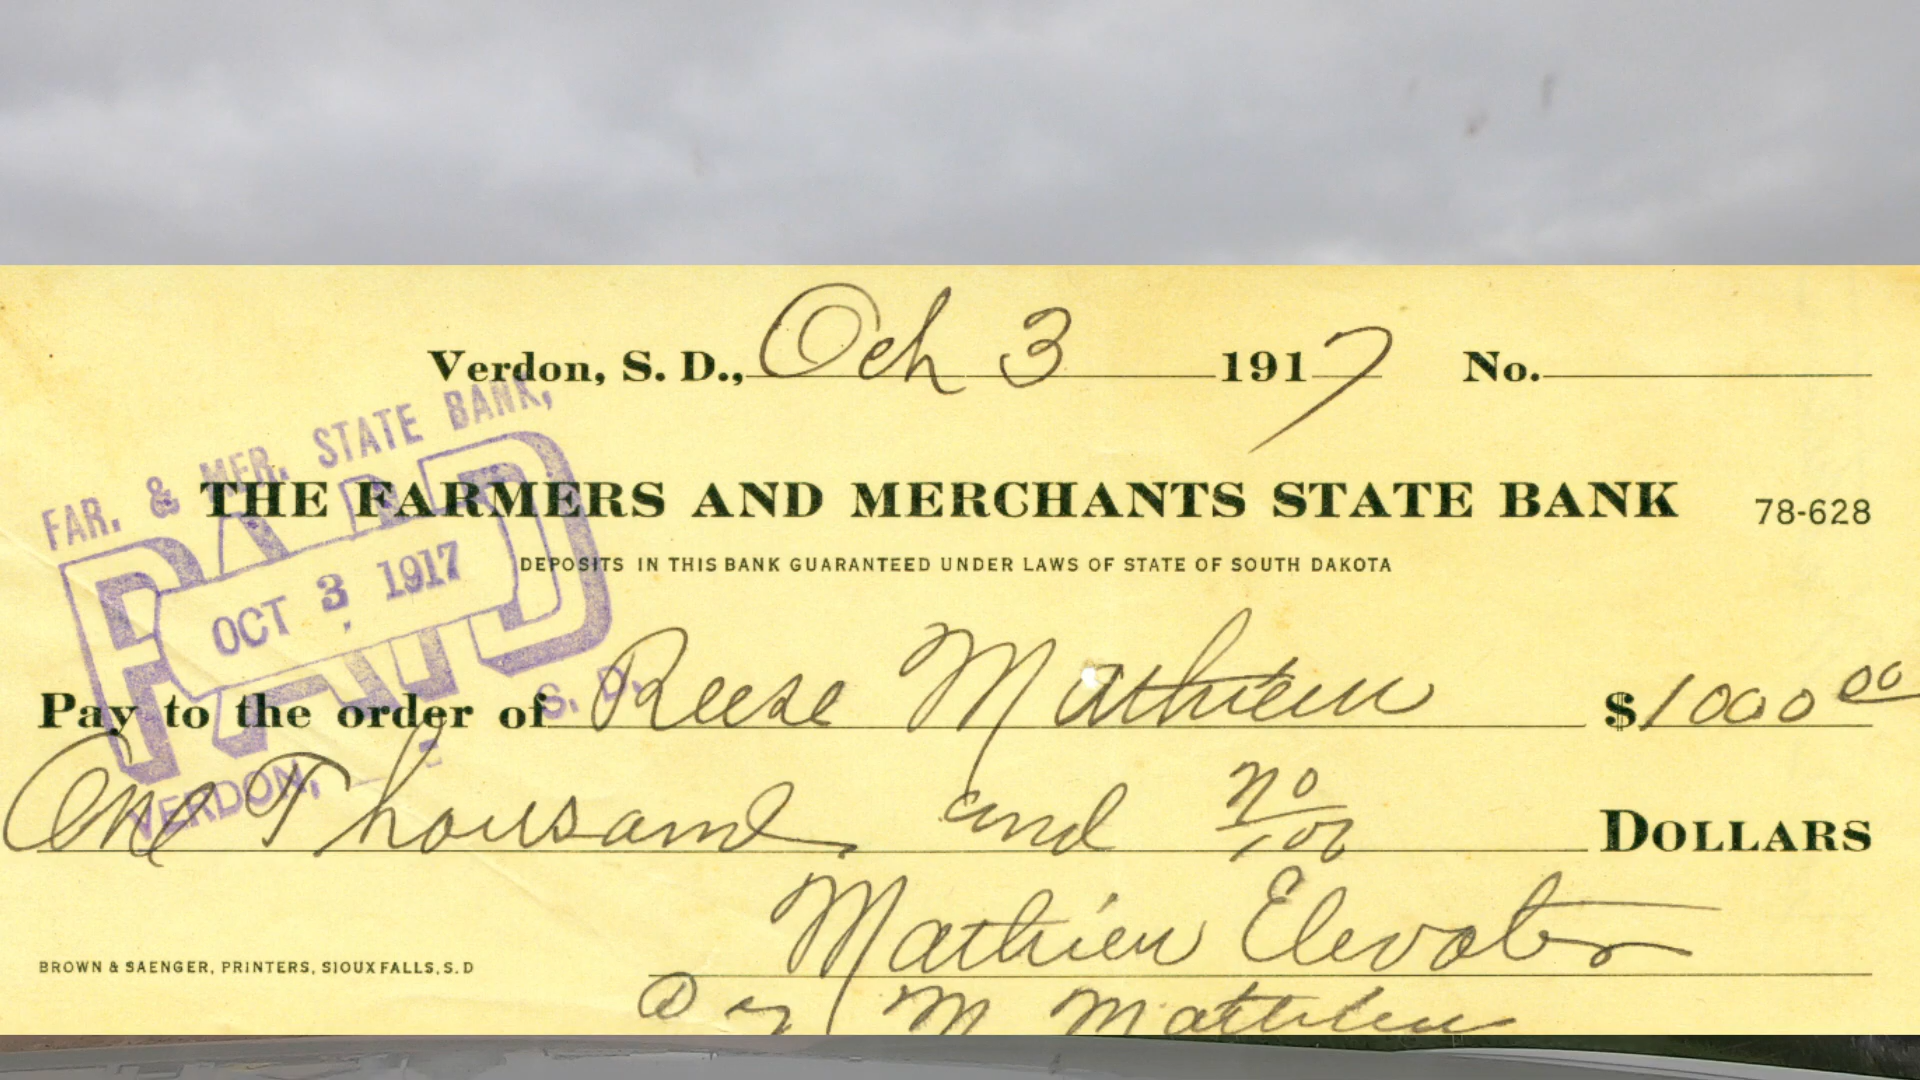 Verdon, S. D., Oct 3 1917 No.
FAR. & MER. STATE BANK,
PAID
OCT 3 1917
VERDON, S. D.
THE FARMERS AND MERCHANTS STATE BANK 78-628
DEPOSITS IN THIS BANK GUARANTEED UNDER LAWS OF STATE OF SOUTH DAKOTA
Pay to the order of Reese Mathieu $1000 00
One Thousand and no/100 DOLLARS
Mathieu Elevator
BROWN & SAENGER, PRINTERS, SIOUX FALLS, S. D
By M Mathieu